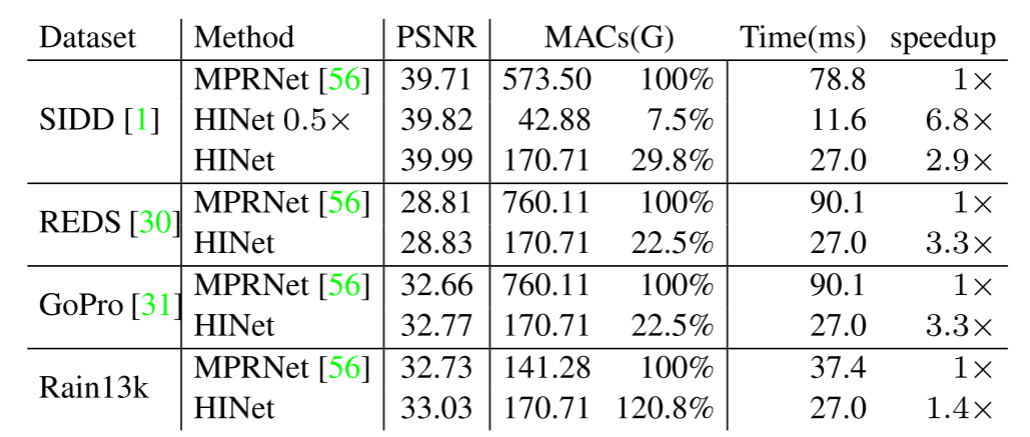 Dataset Method PSNR MACs(G) Time(ms) speedup
SIDD [1] MPRNet [56] 39.71 573.50 100% 78.8 1×
HINet 0.5× 39.82 42.88 7.5% 11.6 6.8×
HINet 39.99 170.71 29.8% 27.0 2.9×
REDS [30] MPRNet [56] 28.81 760.11 100% 90.1 1×
HINet 28.83 170.71 22.5% 27.0 3.3×
GoPro [31] MPRNet [56] 32.66 760.11 100% 90.1 1×
HINet 32.77 170.71 22.5% 27.0 3.3×
Rain13k MPRNet [56] 32.73 141.28 100% 37.4 1×
HINet 33.03 170.71 120.8% 27.0 1.4×